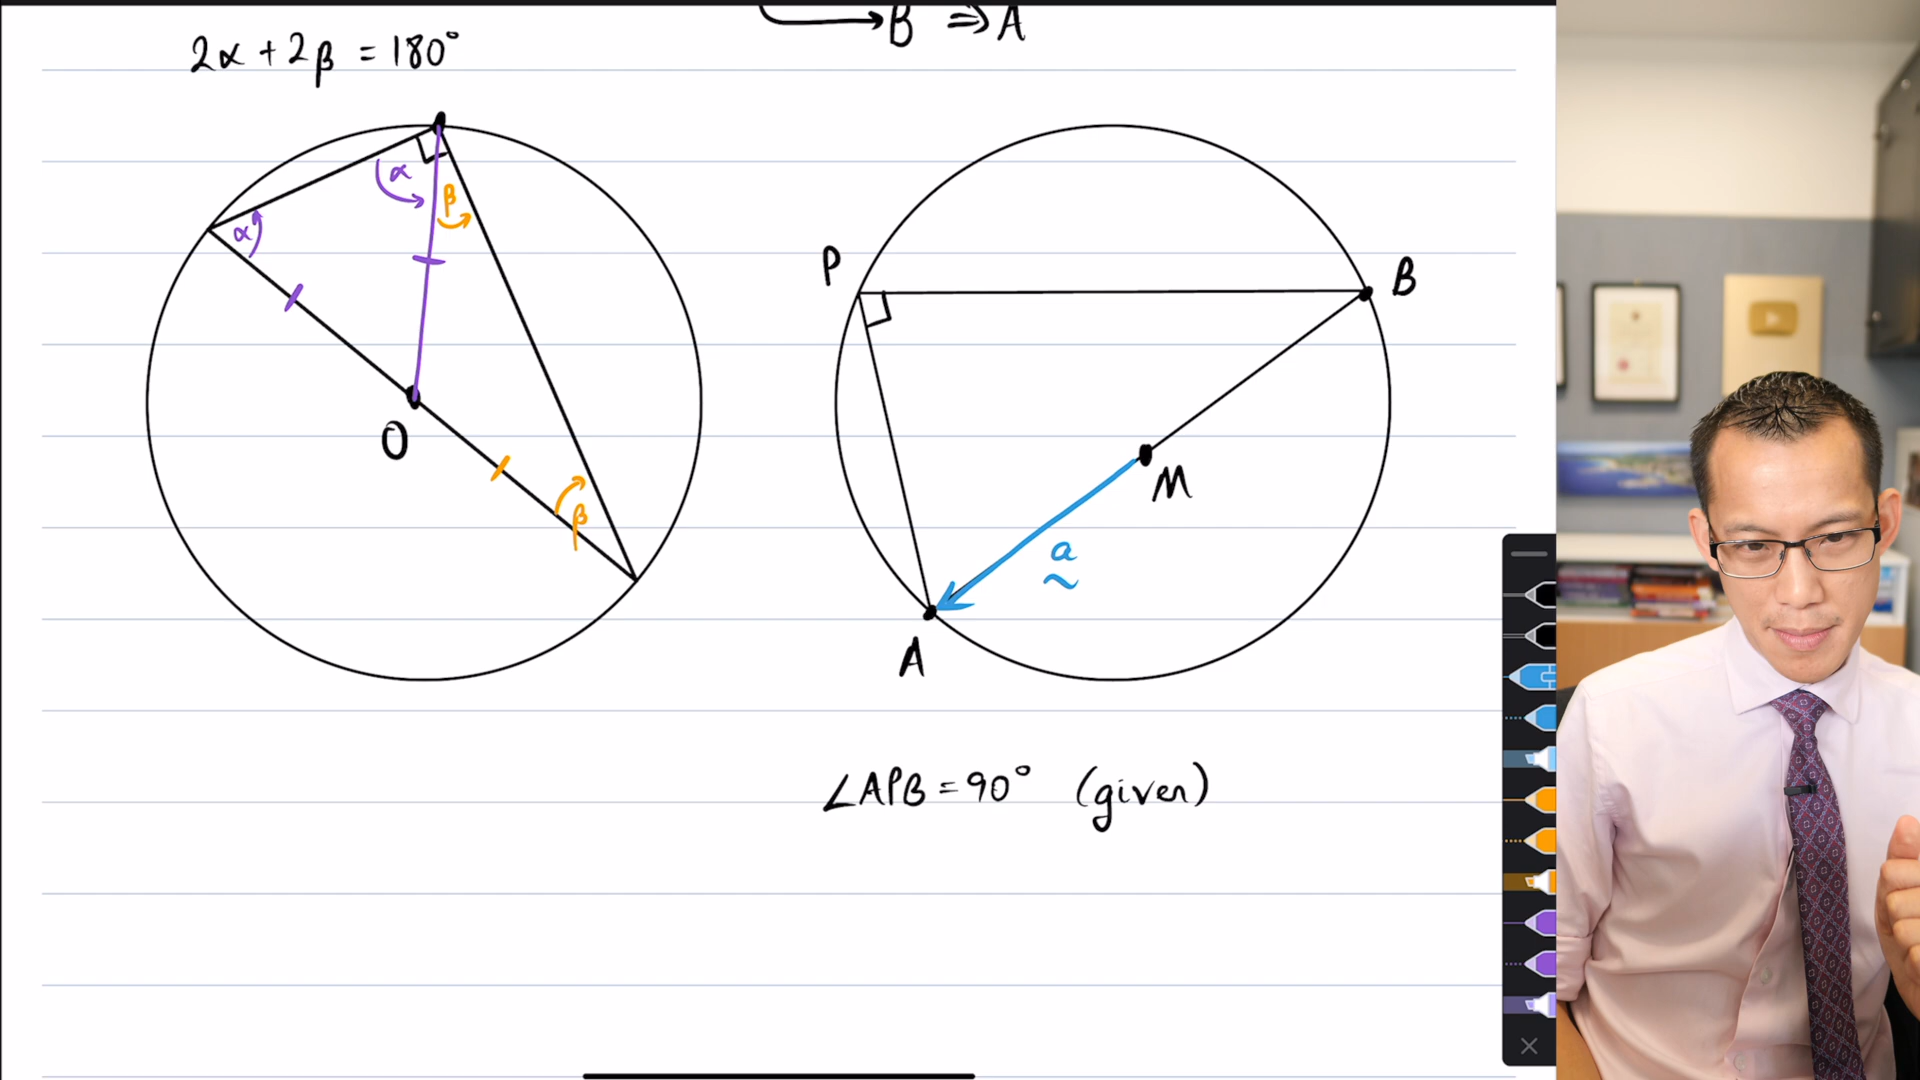 B ⇒ A
2α + 2β = 180°
α
β
α
P
B
O
M
β
a
~
A
∠APB = 90° (given)